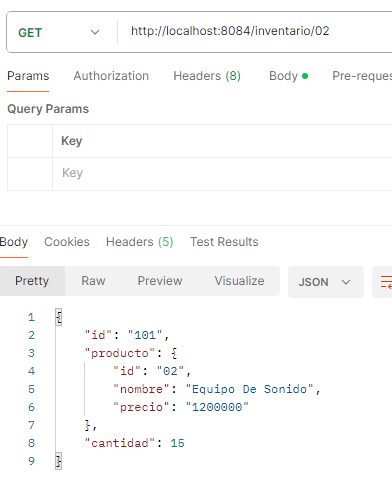 GET http://localhost:8084/inventario/02
Params Authorization Headers (8) Body Pre-reques
Query Params
Key
Key
Body Cookies Headers (5) Test Results
Pretty Raw Preview Visualize JSON
1 {
2 "id": "101",
3 "producto": {
4 "id": "02",
5 "nombre": "Equipo De Sonido",
6 "precio": "1200000"
7 },
8 "cantidad": 15
9 }